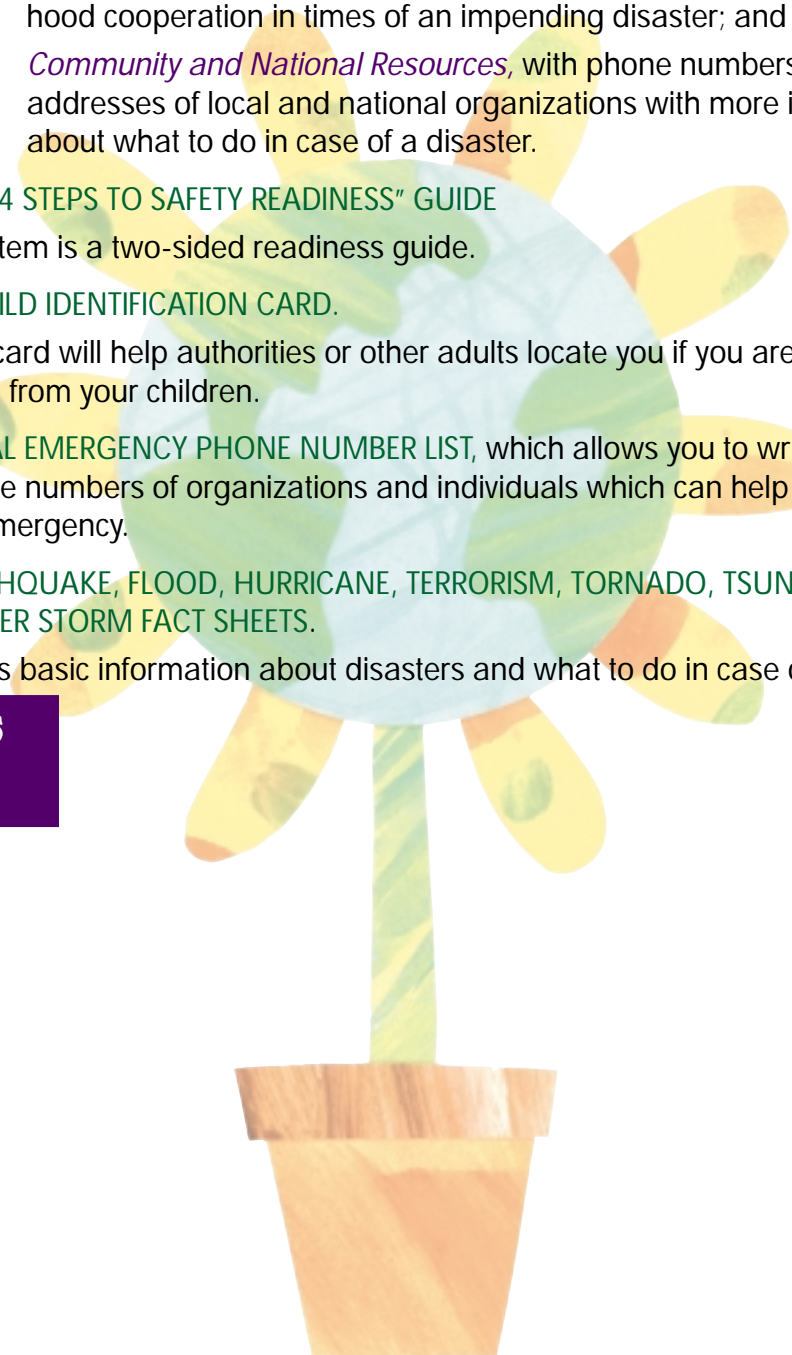 hood cooperation in times of an impending disaster; and
Community and National Resources, with phone numbers
addresses of local and national organizations with more i
about what to do in case of a disaster.
4 STEPS TO SAFETY READINESS" GUIDE
tem is a two-sided readiness guide.
ILD IDENTIFICATION CARD.
card will help authorities or other adults locate you if you are
from your children.
AL EMERGENCY PHONE NUMBER LIST, which allows you to wr
e numbers of organizations and individuals which can help
mergency.
HQUAKE, FLOOD, HURRICANE, TERRORISM, TORNADO, TSUN
ER STORM FACT SHEETS.
s basic information about disasters and what to do in case